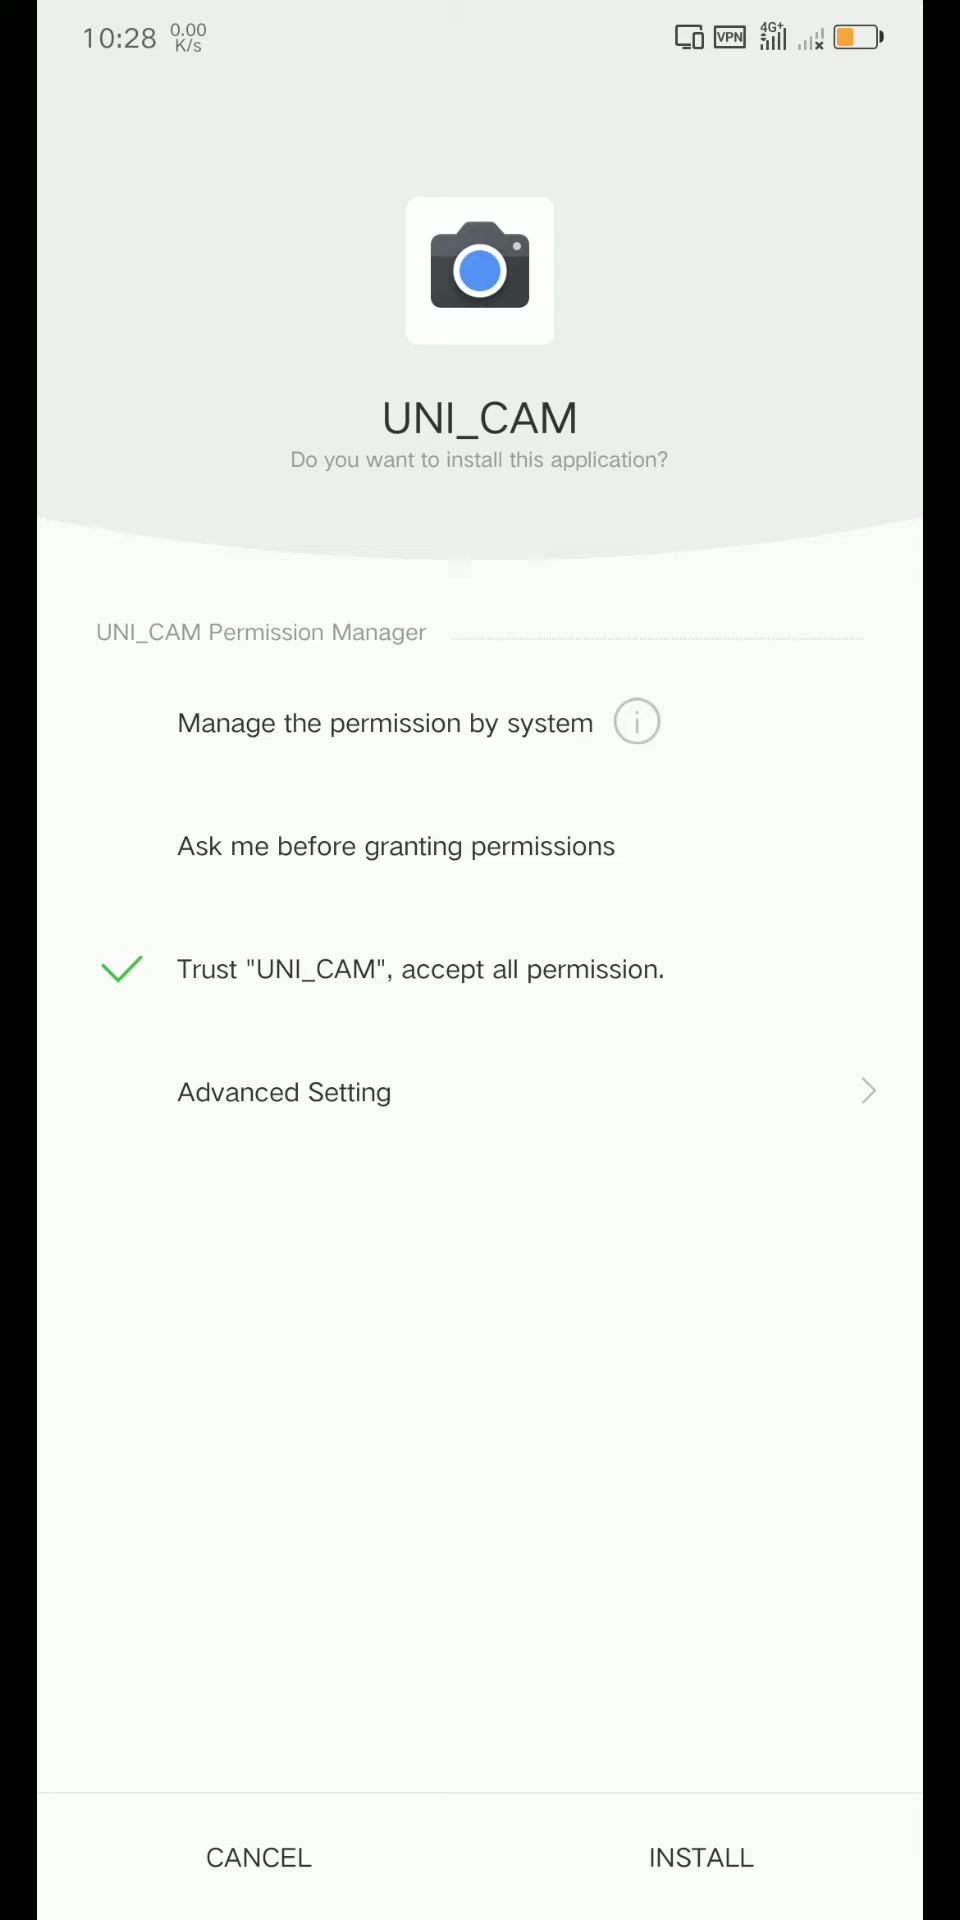 10:28 0.00 K/s VPN 4G+
UNI_CAM
Do you want to install this application?
UNI_CAM Permission Manager
Manage the permission by system
Ask me before granting permissions
Trust "UNI_CAM", accept all permission.
Advanced Setting
CANCEL INSTALL